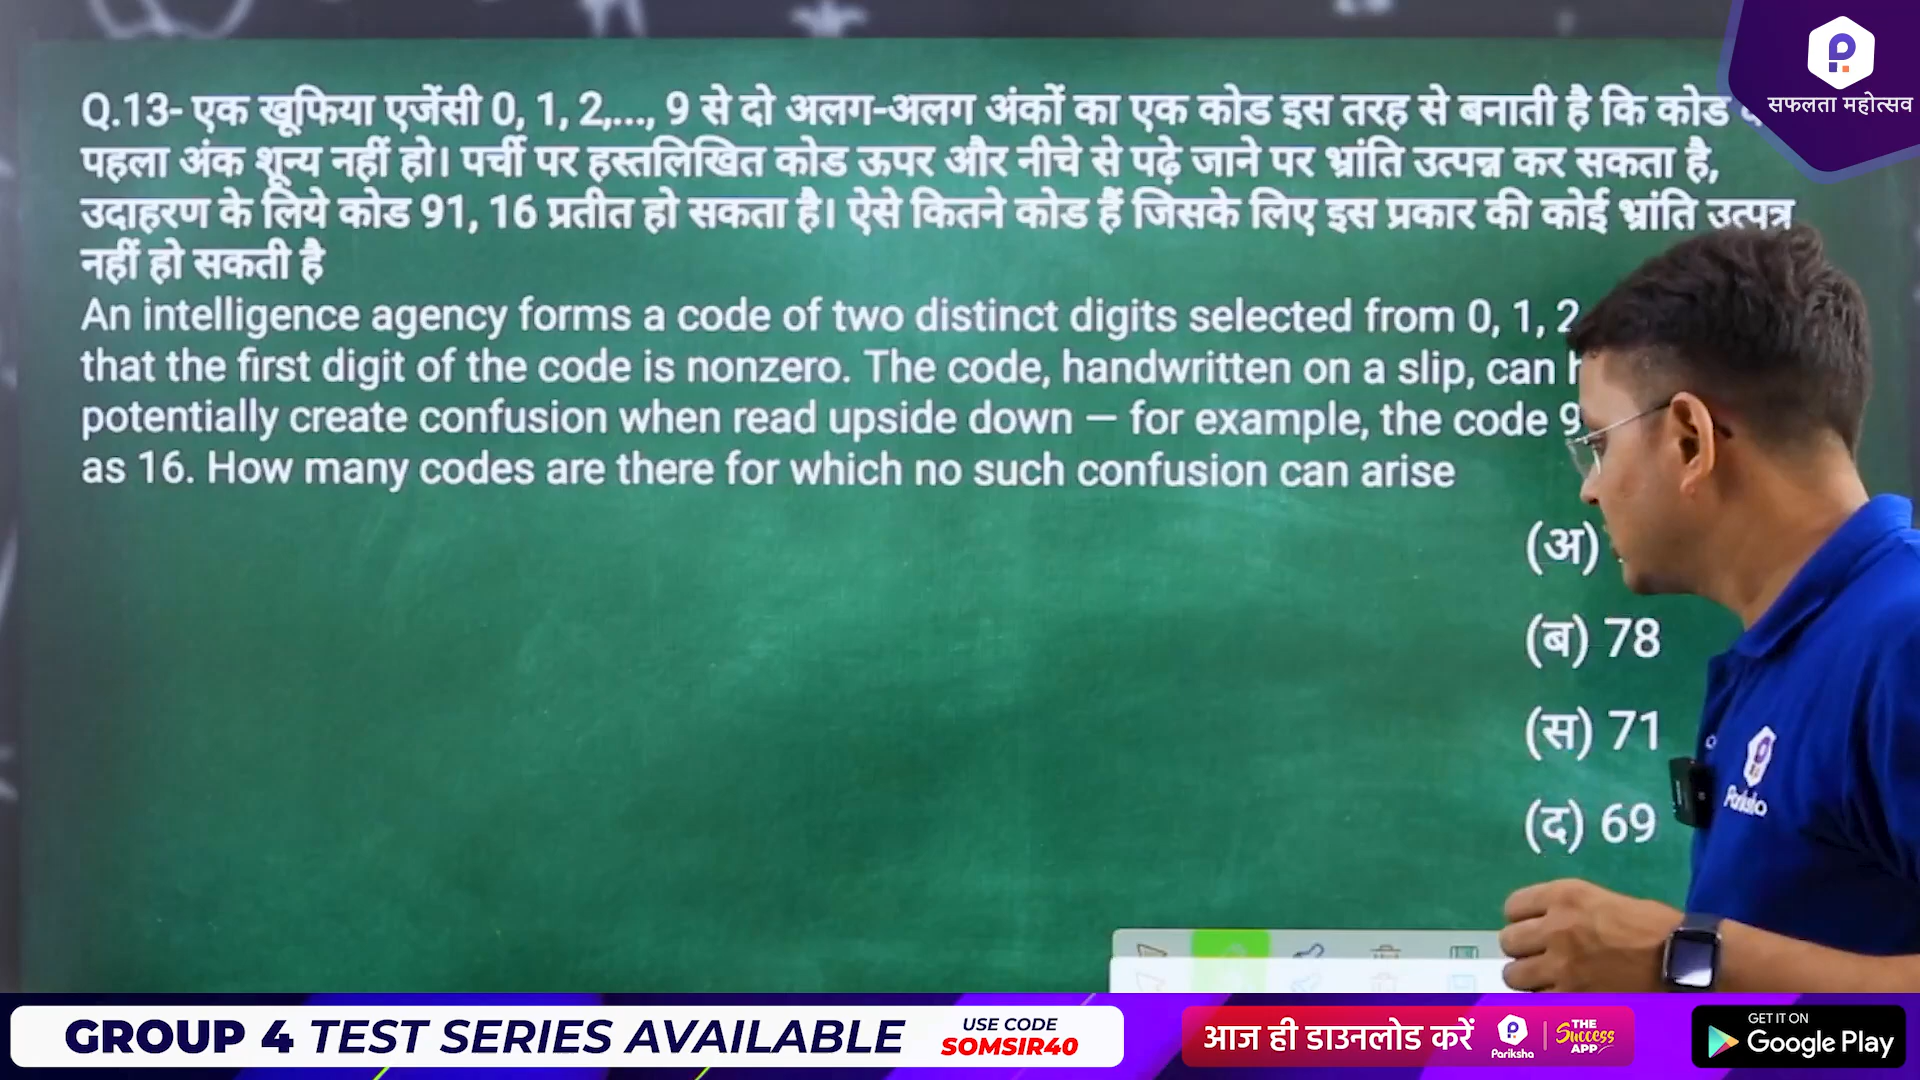 Q.13- एक खूफिया एजेंसी 0, 1, 2,..., 9 से दो अलग-अलग अंकों का एक कोड इस तरह से बनाती है कि कोड
पहला अंक शून्य नहीं हो। पर्ची पर हस्तलिखित कोड ऊपर और नीचे से पढ़े जाने पर भ्रांति उत्पन्न कर सकता है,
उदाहरण के लिये कोड 91, 16 प्रतीत हो सकता है। ऐसे कितने कोड हैं जिसके लिए इस प्रकार की कोई भ्रांति उत्पन्न
नहीं हो सकती है
An intelligence agency forms a code of two distinct digits selected from 0, 1, 2
that the first digit of the code is nonzero. The code, handwritten on a slip, can
potentially create confusion when read upside down — for example, the code 9
as 16. How many codes are there for which no such confusion can arise
(अ)
(ब) 78
(स) 71
(द) 69
सफलता महोत्सव
Pariksha
GROUP 4 TEST SERIES AVAILABLE
USE CODE
SOMSIR40
आज ही डाउनलोड करें
Pariksha
THE
Success
APP
GET IT ON
Google Play